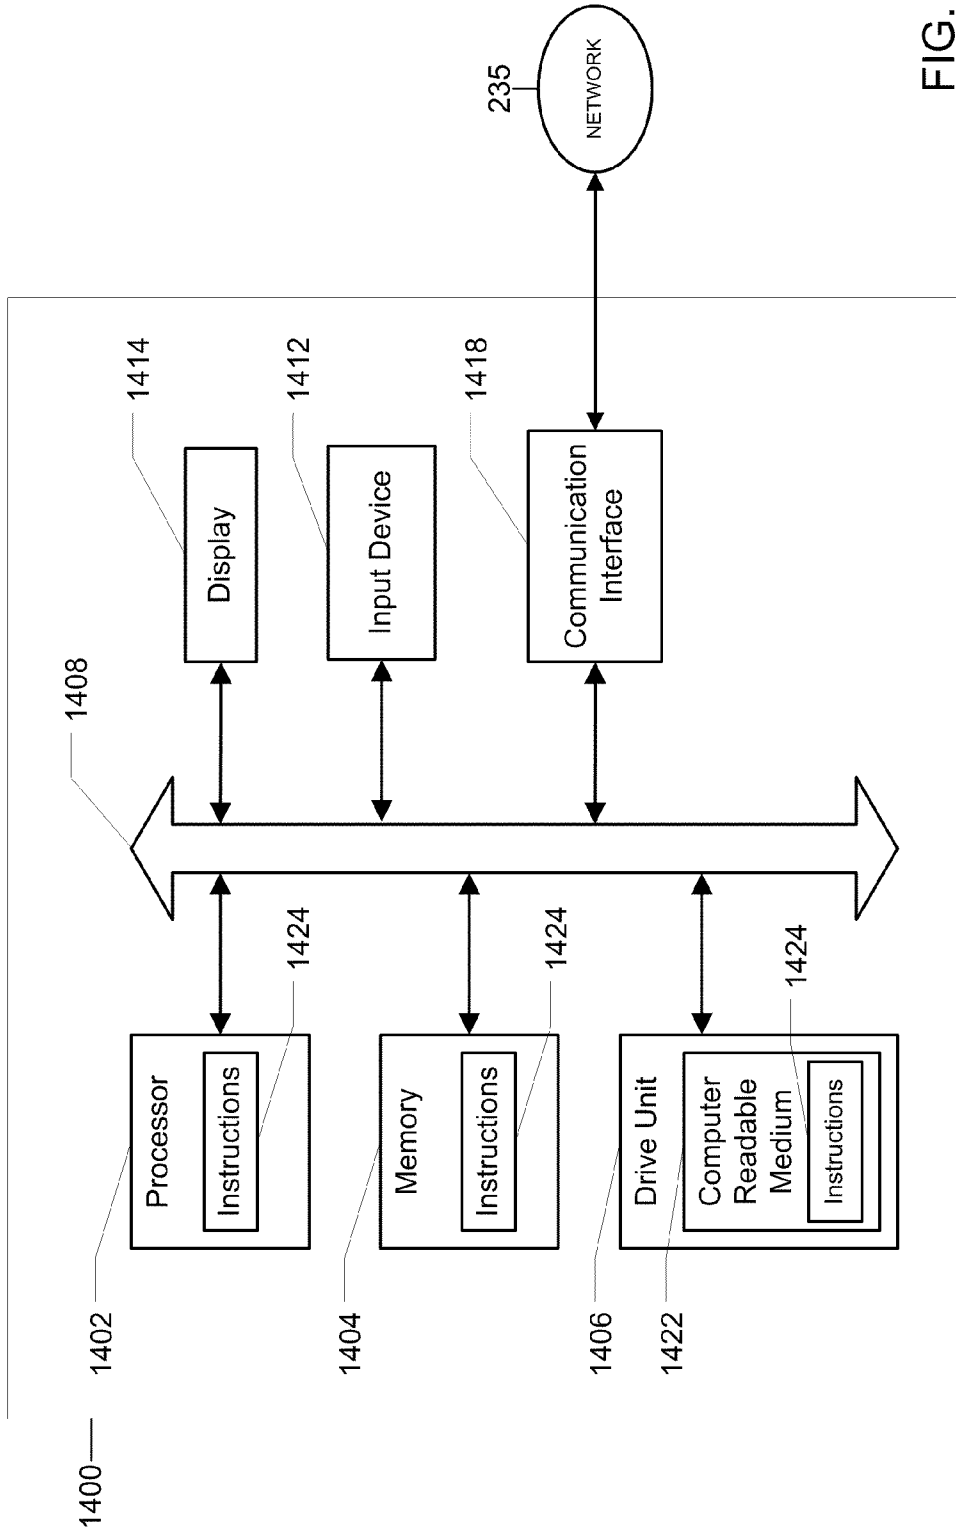 1400
1402
Processor
Instructions
1424
1404
Memory
Instructions
1424
1406
1422
Drive Unit
Computer
Readable
Medium
Instructions
1424
1408
Display
1414
Input Device
1412
Communication
Interface
1418
235
NETWORK
FIG.